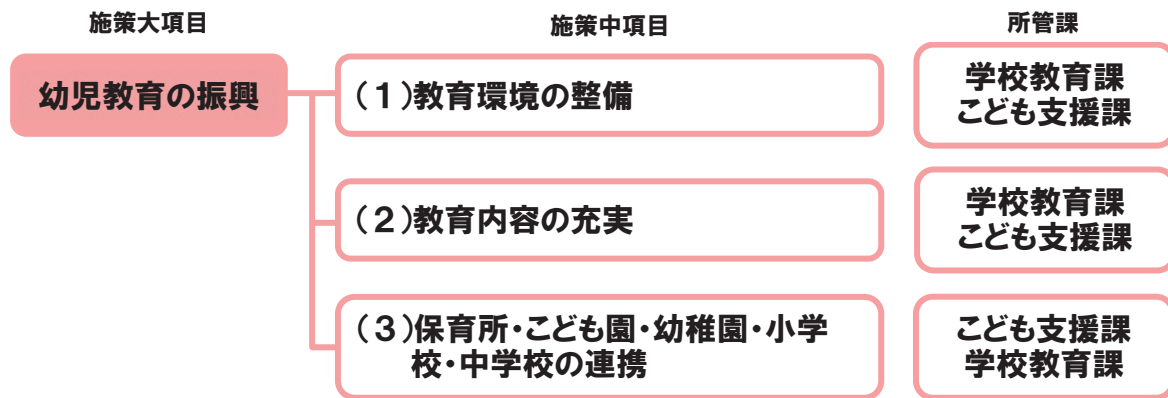 施策大項目
施策中項目
所管課
幼児教育の振興
（1）教育環境の整備
学校教育課
こども支援課
（2）教育内容の充実
学校教育課
こども支援課
（3）保育所・こども園・幼稚園・小学
校・中学校の連携
こども支援課
学校教育課